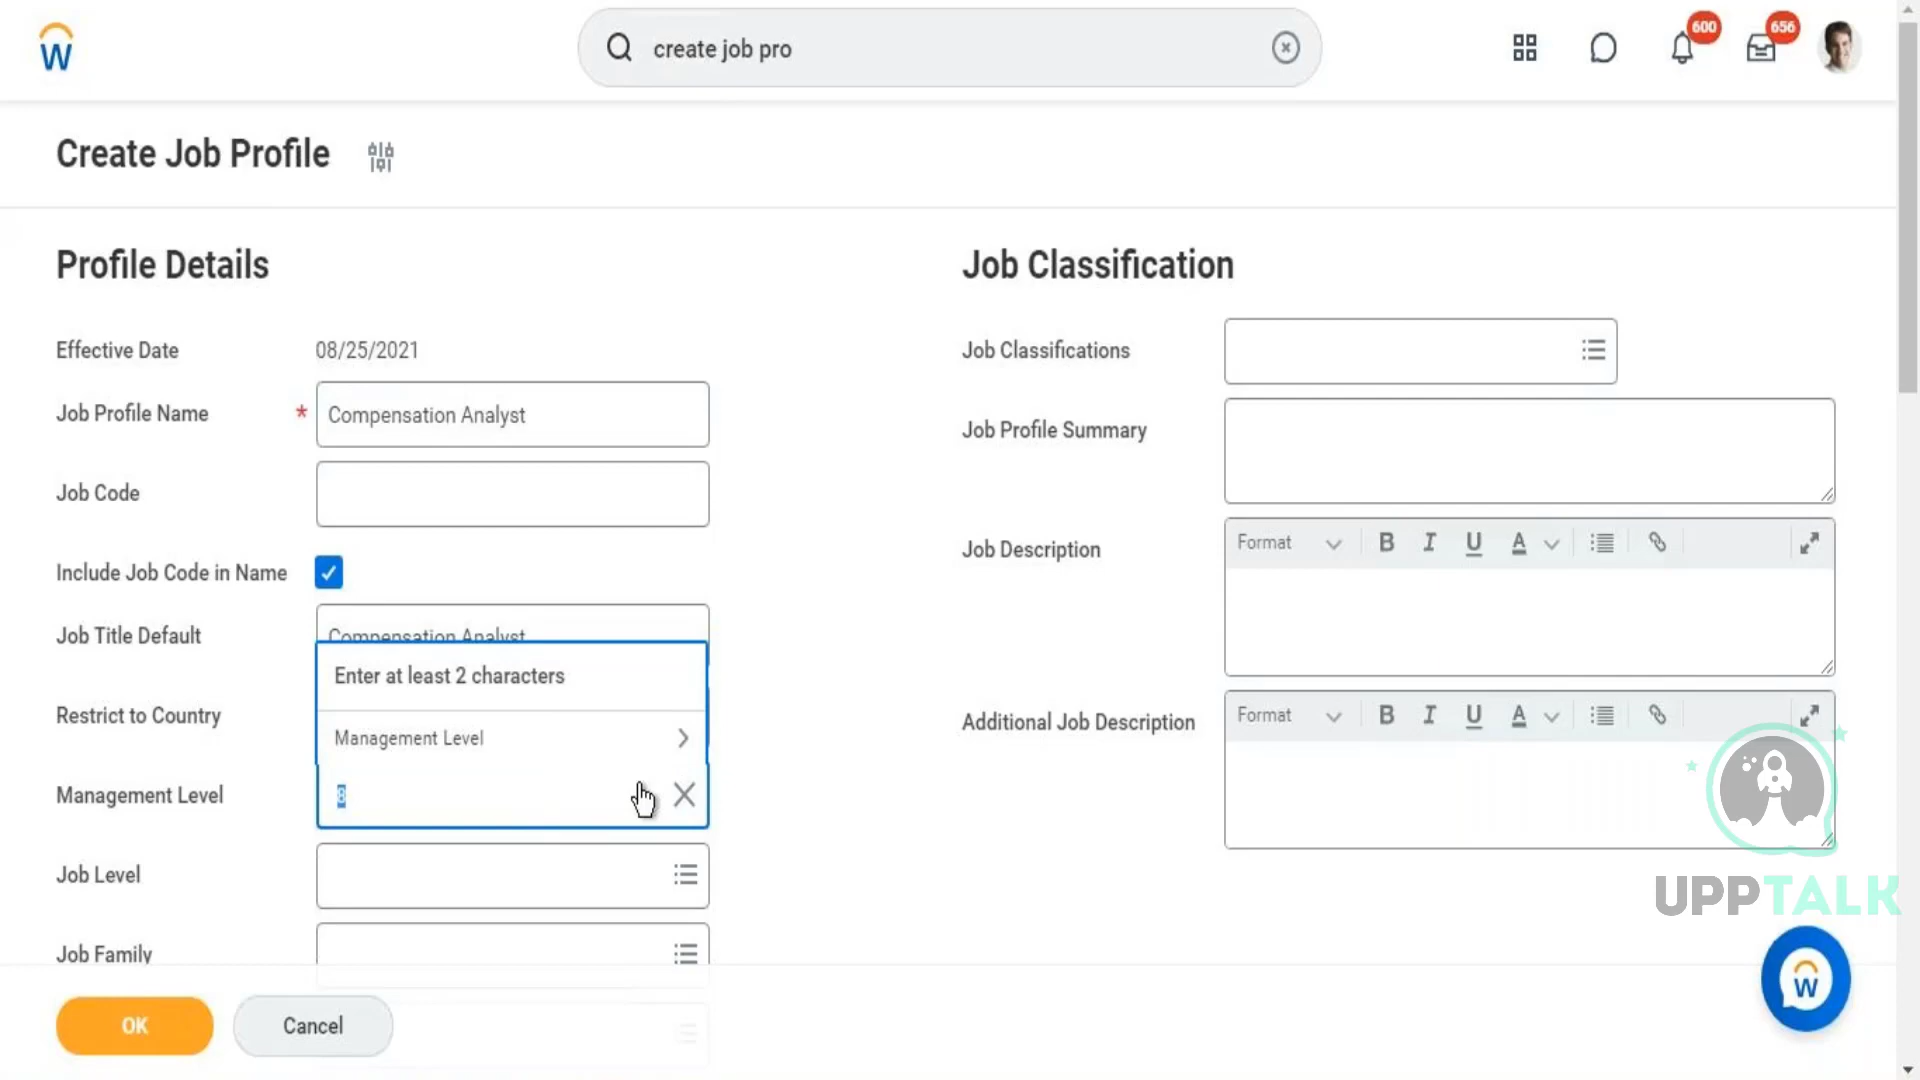 W
create job pro
600
656
Create Job Profile
Profile Details
Effective Date
08/25/2021
Job Profile Name
*
Compensation Analyst
Job Code
Include Job Code in Name
Job Title Default
Compensation Analyst
Enter at least 2 characters
Restrict to Country
Management Level
Management Level
8
Job Level
Job Family
OK
Cancel
Job Classification
Job Classifications
Job Profile Summary
Job Description
Format
B I U A
Additional Job Description
Format
B I U A
UPPTALK
W